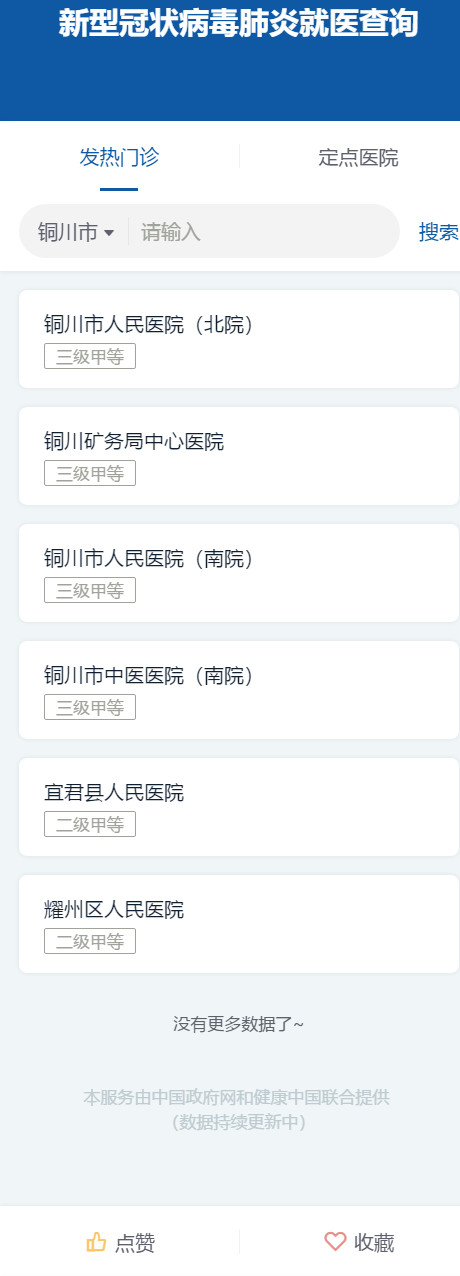 新型冠状病毒肺炎就医查询
发热门诊
定点医院
铜川市 请输入 搜索
铜川市人民医院（北院）
三级甲等
铜川矿务局中心医院
三级甲等
铜川市人民医院（南院）
三级甲等
铜川市中医医院（南院）
三级甲等
宜君县人民医院
二级甲等
耀州区人民医院
二级甲等
没有更多数据了~
本服务由中国政府网和健康中国联合提供
（数据持续更新中）
点赞
收藏